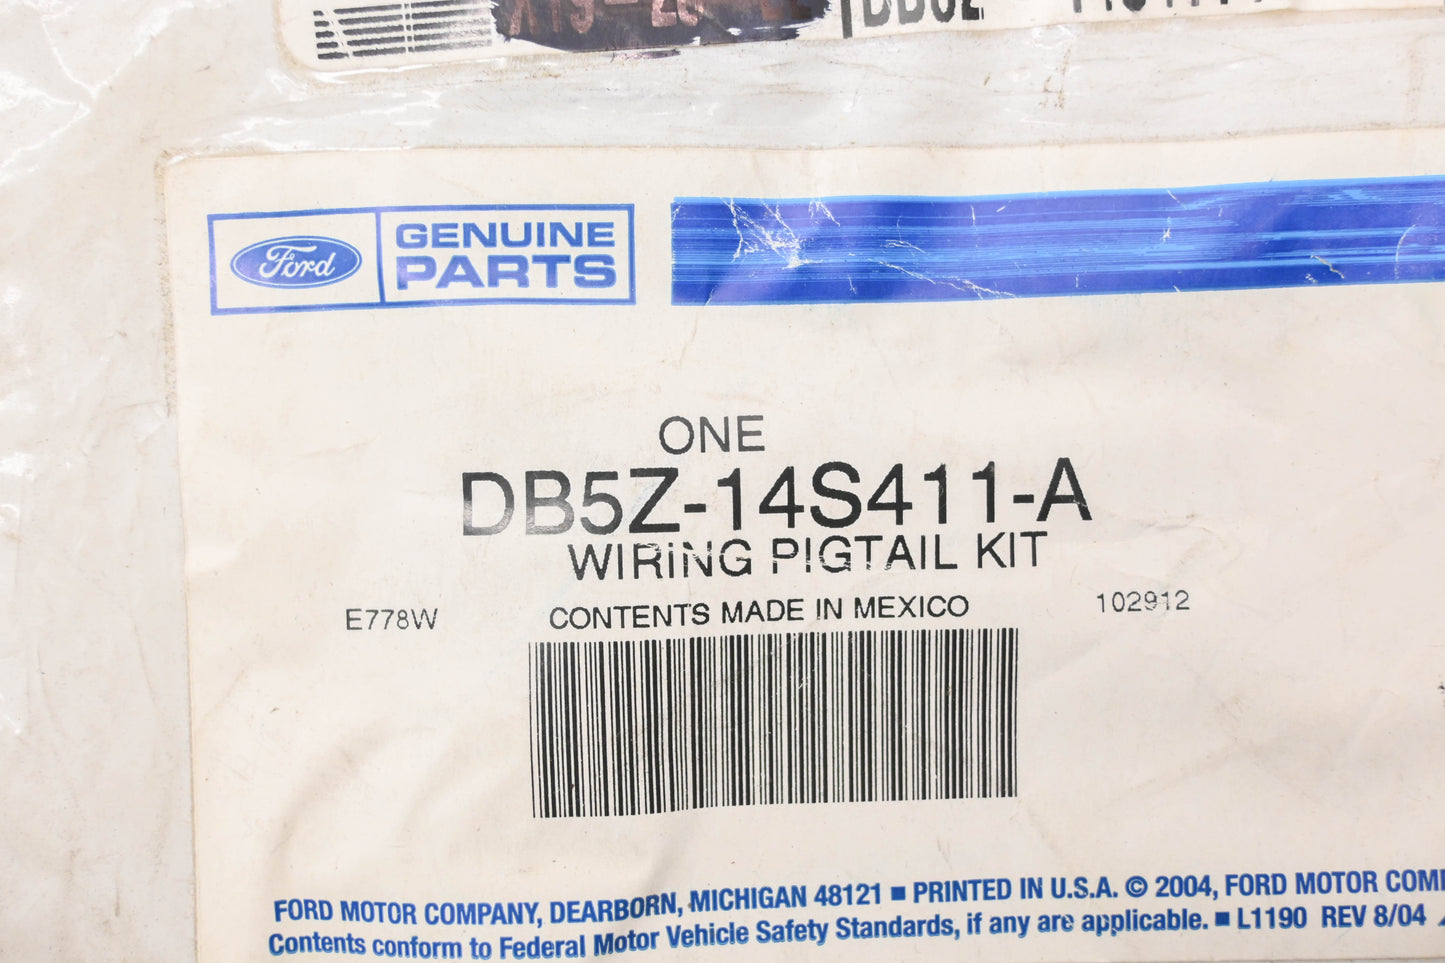 Ford
GENUINE
PARTS
ONE
DB5Z-14S411-A
WIRING PIGTAIL KIT
E778W CONTENTS MADE IN MEXICO 102912
FORD MOTOR COMPANY, DEARBORN, MICHIGAN 48121 ■ PRINTED IN U.S.A. © 2004, FORD MOTOR
Contents conform to Federal Motor Vehicle Safety Standards, if any are applicable. ■ L1190 REV 8/04